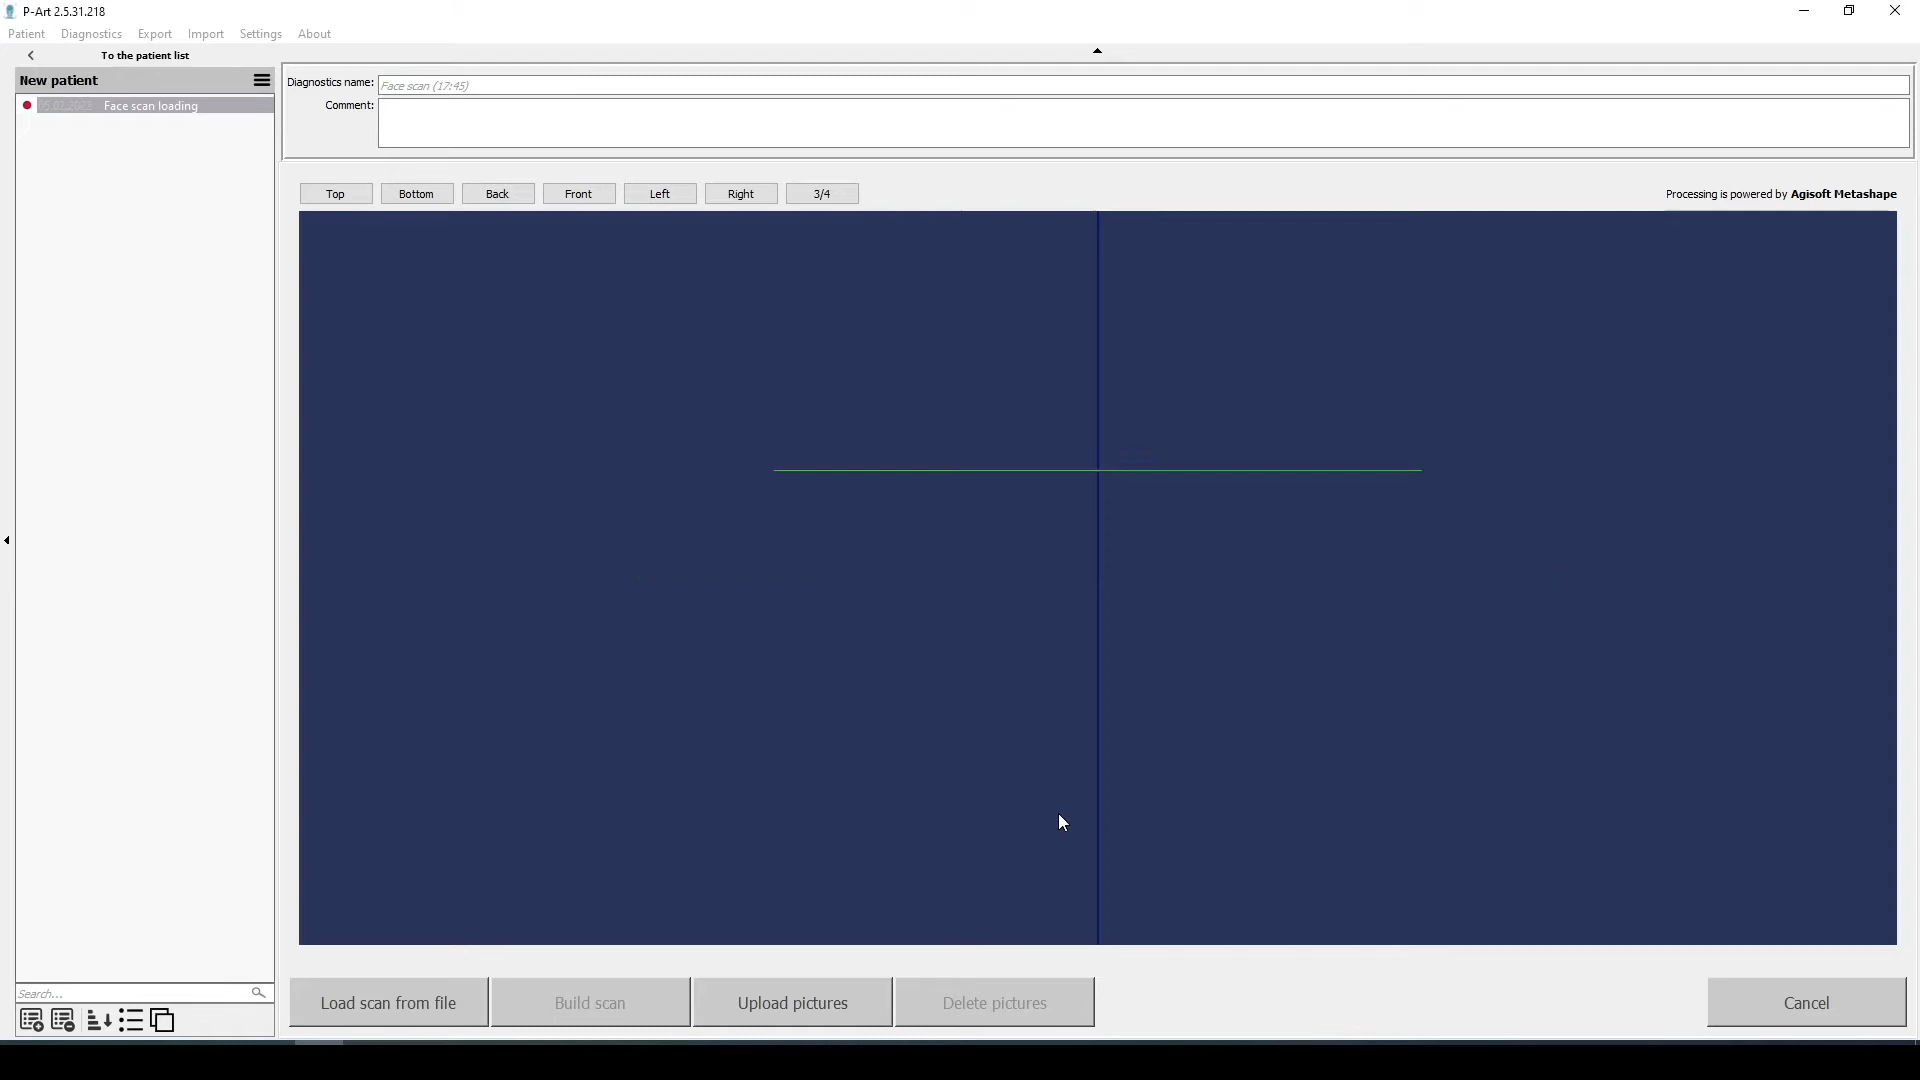 P-Art 2.5.31.218
Patient Diagnostics Export Import Settings About
To the patient list
New patient
Face scan loading
Diagnostics name: Face scan (17:45)
Comment:
Top Bottom Back Front Left Right 3/4
Processing is powered by Agisoft Metashape
Search...
Load scan from file Build scan Upload pictures Delete pictures Cancel